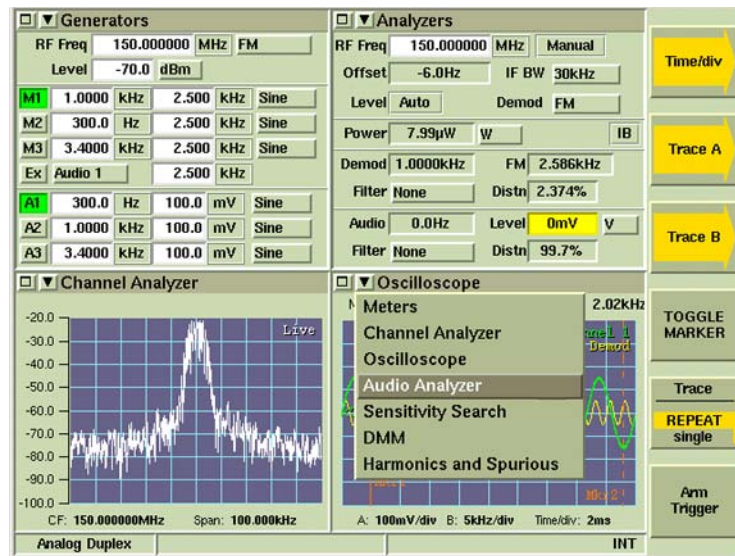 Generators
RF Freq 150.000000 MHz FM
Level -70.0 dBm
M1 1.0000 kHz 2.500 kHz Sine
M2 300.0 Hz 2.500 kHz Sine
M3 3.4000 kHz 2.500 kHz Sine
Ex Audio 1 2.500 kHz
A1 300.0 Hz 100.0 mV Sine
A2 1.0000 kHz 100.0 mV Sine
A3 3.4000 kHz 100.0 mV Sine
Analyzers
RF Freq 150.000000 MHz Manual
Offset -6.0Hz IF BW 30kHz
Level Auto Demod FM
Power 7.99µW W IB
Demod 1.0000kHz FM 2.586kHz
Filter None Distn 2.374%
Audio 0.0Hz Level 0mV V
Filter None Distn 99.7%
Channel Analyzer
Live
-20.0
-30.0
-40.0
-50.0
-60.0
-70.0
-80.0
-90.0
-100.0
CF: 150.000000MHz Span: 100.000kHz
Oscilloscope
2.02kHz
Meters
Channel Analyzer
Oscilloscope
Audio Analyzer
Sensitivity Search
DMM
Harmonics and Spurious
Demod
A: 100mV/div B: 5kHz/div Time/div: 2ms
Time/div
Trace A
Trace B
TOGGLE
MARKER
Trace
REPEAT
single
Arm
Trigger
Analog Duplex
INT